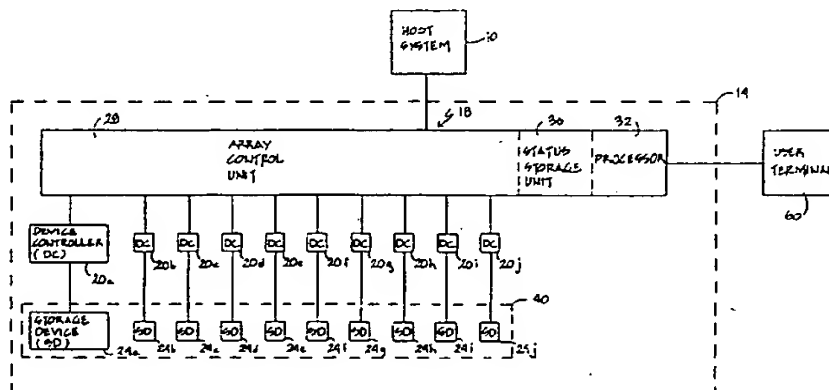 HOST
SYSTEM
10
14
18
28
ARRAY
CONTROL
UNIT
30
STATUS
STORAGE
UNIT
32
PROCESSOR
USER
TERMINAL
60
DEVICE
CONTROLLER
(DC)
20a
DC DC DC DC DC DC DC DC DC
20b 20c 20d 20e 20f 20g 20h 20i 20j
40
STORAGE
DEVICE
(SD)
24a
SD SD SD SD SD SD SD SD SD
24b 24c 24d 24e 24f 24g 24h 24i 24j